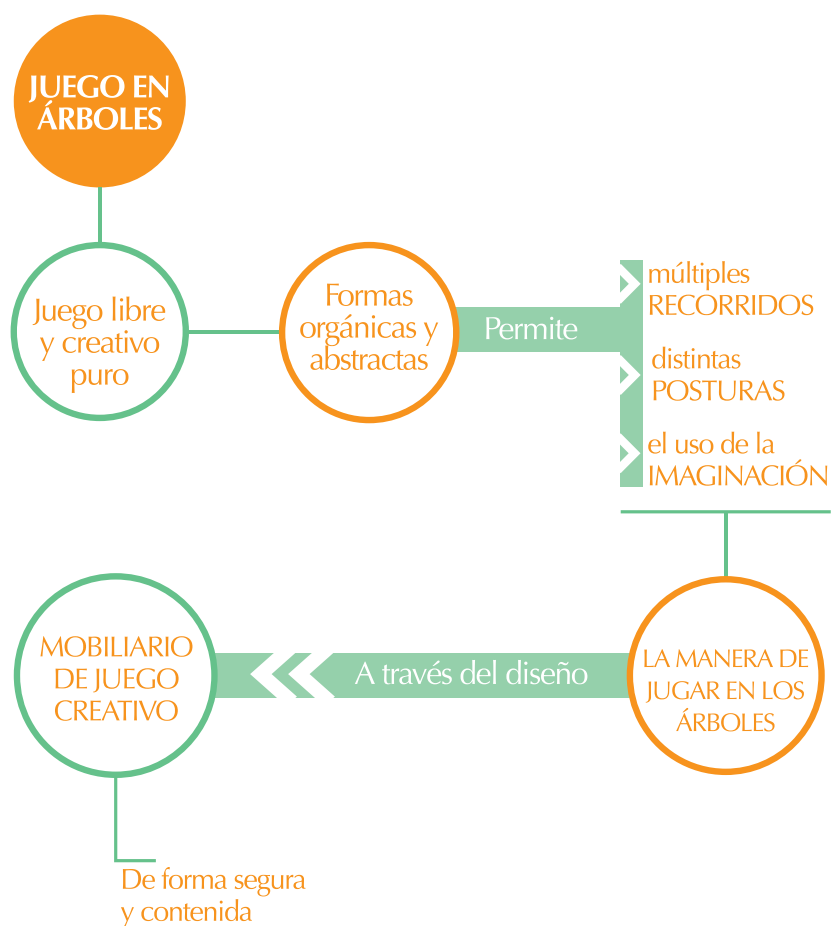 JUEGO EN
ÁRBOLES
Juego libre
y creativo
puro
Formas
orgánicas y
abstractas
Permite
múltiples
RECORRIDOS
distintas
POSTURAS
el uso de la
IMAGINACIÓN
LA MANERA DE
JUGAR EN LOS
ÁRBOLES
A través del diseño
MOBILIARIO
DE JUEGO
CREATIVO
De forma segura
y contenida